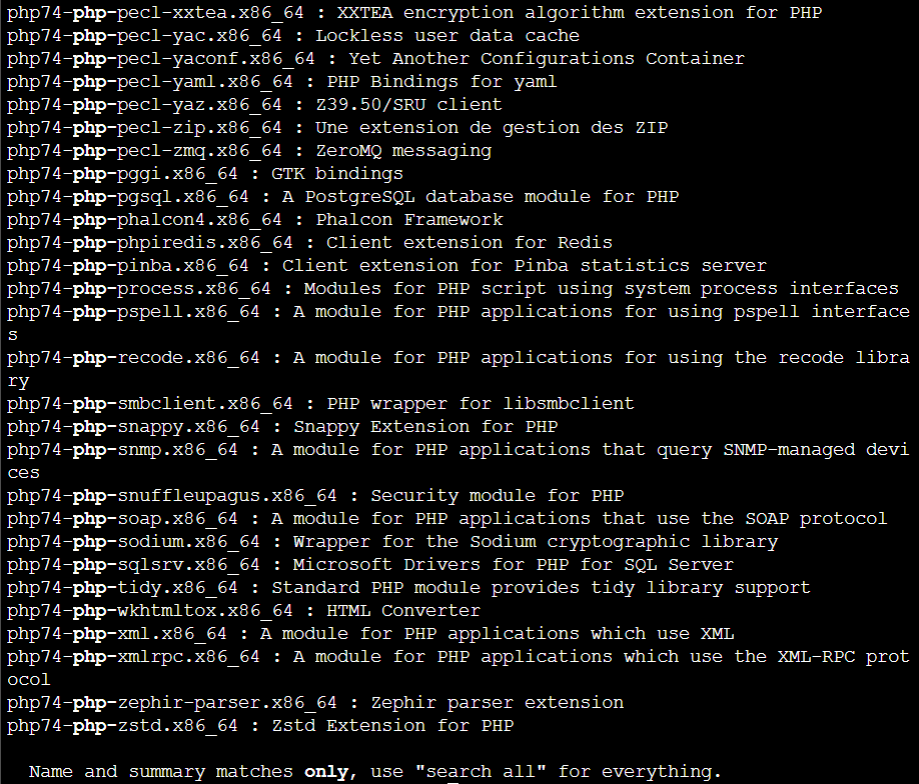 php74-php-pecl-xxtea.x86_64 : XXTEA encryption algorithm extension for PHP
php74-php-pecl-yac.x86_64 : Lockless user data cache
php74-php-pecl-yaconf.x86_64 : Yet Another Configurations Container
php74-php-pecl-yaml.x86_64 : PHP Bindings for yaml
php74-php-pecl-yaz.x86_64 : Z39.50/SRU client
php74-php-pecl-zip.x86_64 : Une extension de gestion des ZIP
php74-php-pecl-zmq.x86_64 : ZeroMQ messaging
php74-php-pggi.x86_64 : GTK bindings
php74-php-pgsql.x86_64 : A PostgreSQL database module for PHP
php74-php-phalcon4.x86_64 : Phalcon Framework
php74-php-phpiredis.x86_64 : Client extension for Redis
php74-php-pinba.x86_64 : Client extension for Pinba statistics server
php74-php-process.x86_64 : Modules for PHP script using system process interfaces
php74-php-pspell.x86_64 : A module for PHP applications for using pspell interface
s
php74-php-recode.x86_64 : A module for PHP applications for using the recode libra
ry
php74-php-smbclient.x86_64 : PHP wrapper for libsmbclient
php74-php-snappy.x86_64 : Snappy Extension for PHP
php74-php-snmp.x86_64 : A module for PHP applications that query SNMP-managed devi
ces
php74-php-snuffleupagus.x86_64 : Security module for PHP
php74-php-soap.x86_64 : A module for PHP applications that use the SOAP protocol
php74-php-sodium.x86_64 : Wrapper for the Sodium cryptographic library
php74-php-sqlsrv.x86_64 : Microsoft Drivers for PHP for SQL Server
php74-php-tidy.x86_64 : Standard PHP module provides tidy library support
php74-php-wkhtmltox.x86_64 : HTML Converter
php74-php-xml.x86_64 : A module for PHP applications which use XML
php74-php-xmlrpc.x86_64 : A module for PHP applications which use the XML-RPC prot
ocol
php74-php-zephir-parser.x86_64 : Zephir parser extension
php74-php-zstd.x86_64 : Zstd Extension for PHP
Name and summary matches only, use "search all" for everything.